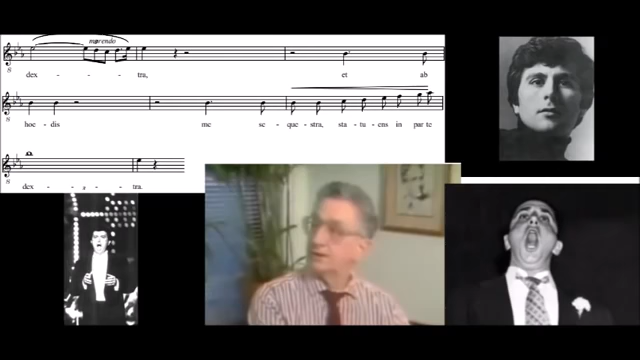 morendo
dex - - - tra, et ab
hoe - dis me se - que - stra, sta - tu - ens in par te
dex - s - tra.